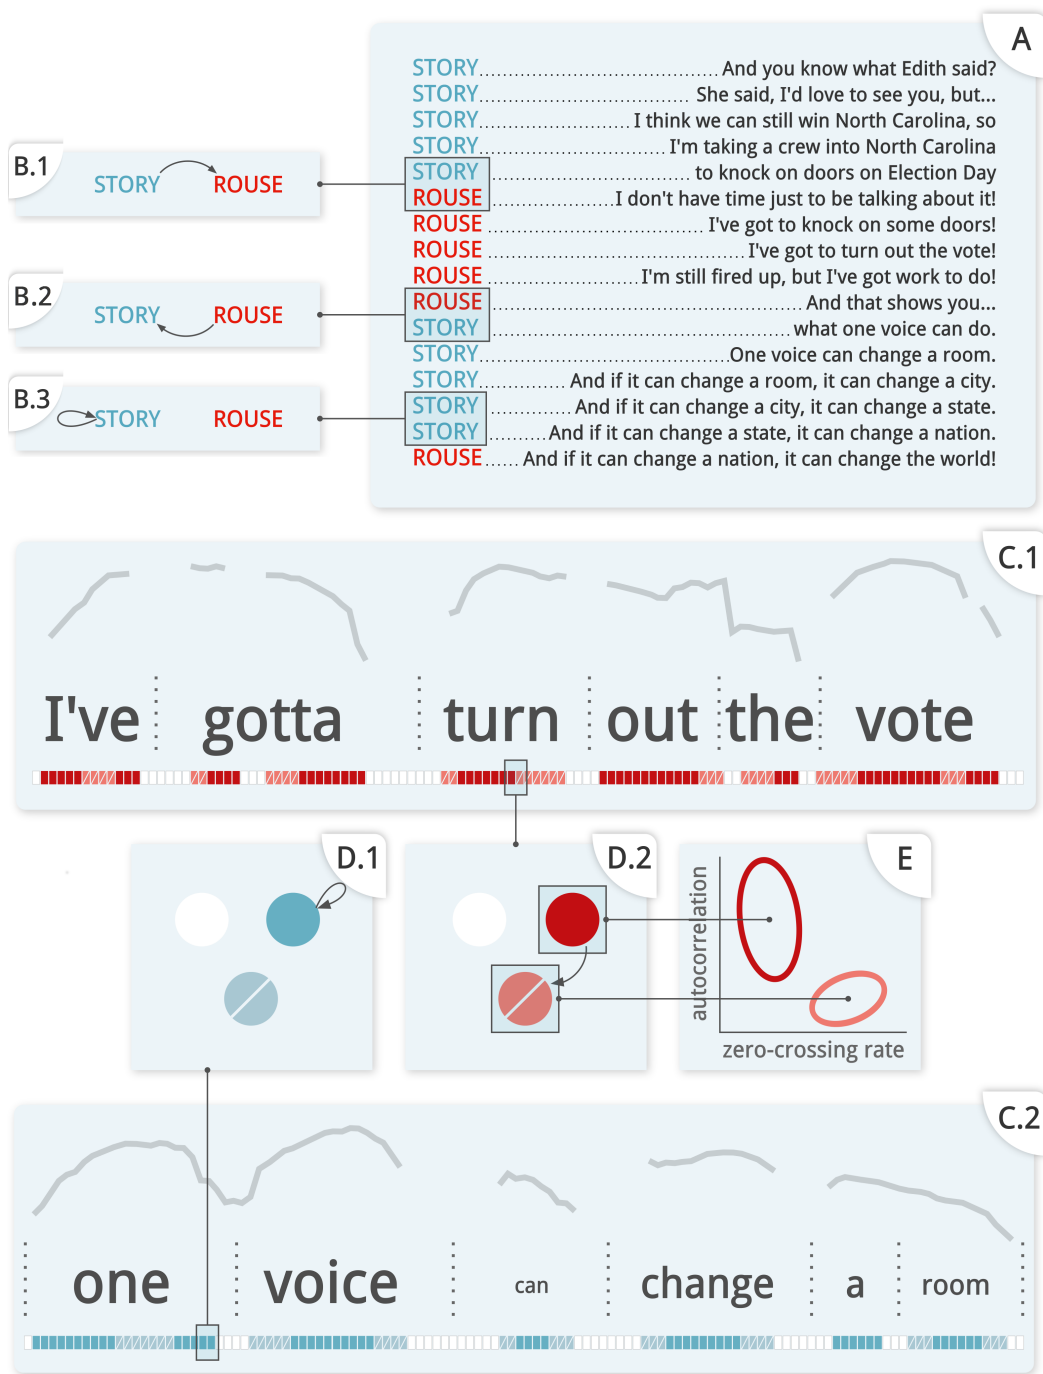 A
STORY....................................... And you know what Edith said?
STORY.................................. She said, I'd love to see you, but...
STORY......................... I think we can still win North Carolina, so
STORY............................... I'm taking a crew into North Carolina
STORY ................................. to knock on doors on Election Day
ROUSE .....................I don't have time just to be talking about it!
ROUSE .................................... I've got to knock on some doors!
ROUSE ...........................................I've got to turn out the vote!
ROUSE .........................I'm still fired up, but I've got work to do!
ROUSE .................................................... And that shows you...
STORY .................................................. what one voice can do.
STORY.........................................One voice can change a room.
STORY.............. And if it can change a room, it can change a city.
STORY .............. And if it can change a city, it can change a state.
STORY ..........And if it can change a state, it can change a nation.
ROUSE...... And if it can change a nation, it can change the world!
B.1
STORY ROUSE
B.2
STORY ROUSE
B.3
STORY ROUSE
C.1
I've gotta turn out the vote
D.1
D.2
E
autocorrelation
zero-crossing rate
C.2
one voice can change a room